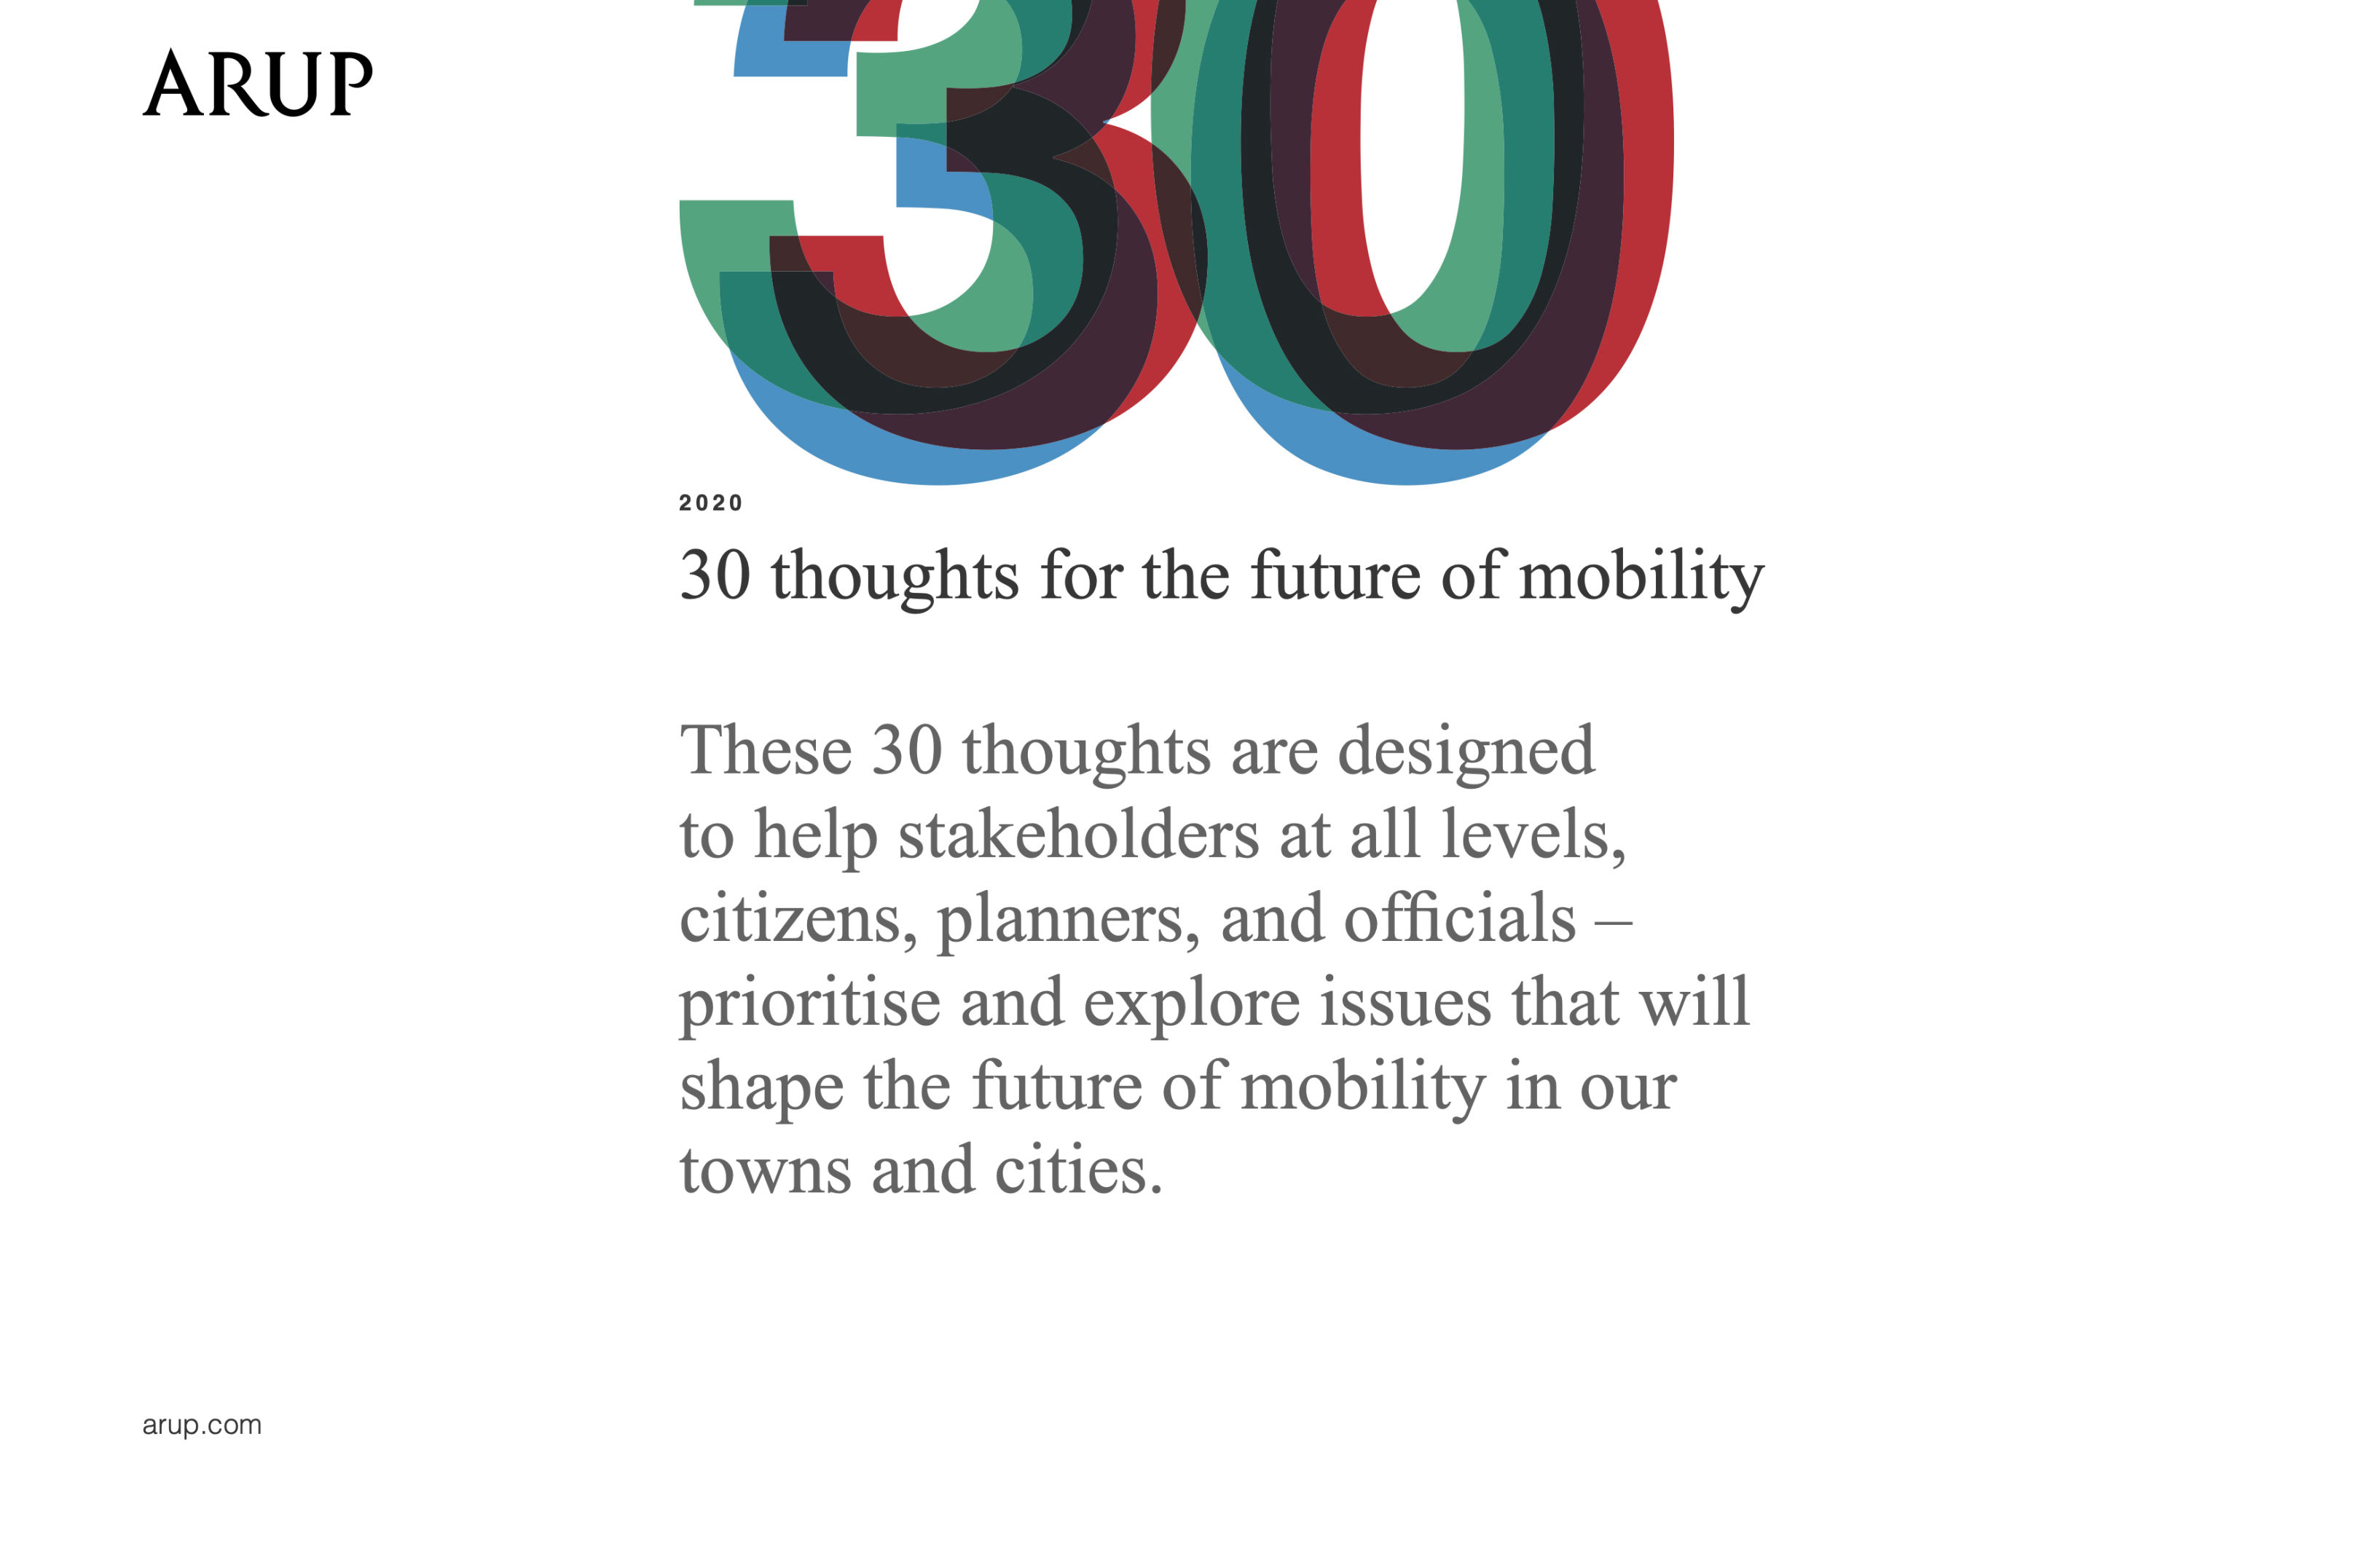 ARUP
30
2020
30 thoughts for the future of mobility
These 30 thoughts are designed
to help stakeholders at all levels,
citizens, planners, and officials —
prioritise and explore issues that will
shape the future of mobility in our
towns and cities.
arup.com